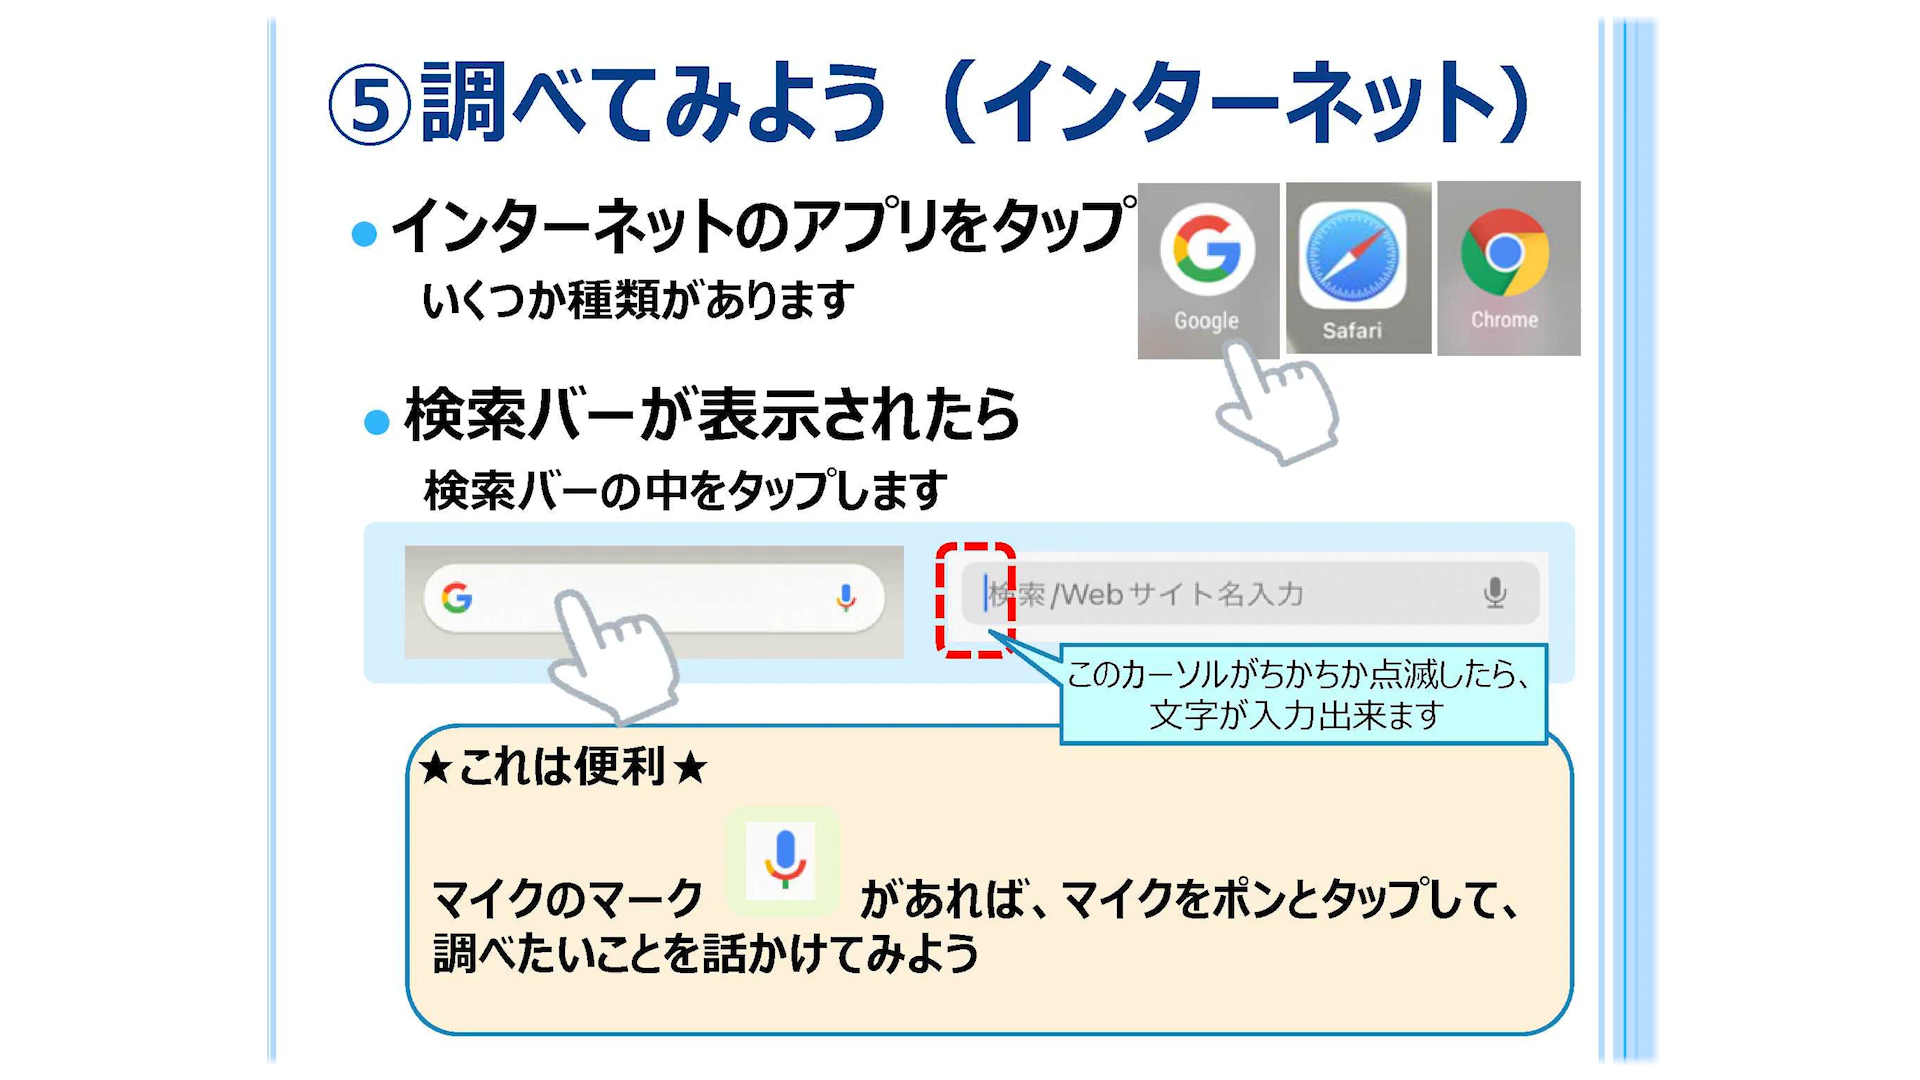 ⑤調べてみよう（インターネット）
●インターネットのアプリをタップ
いくつか種類があります
Google
Safari
Chrome
●検索バーが表示されたら
検索バーの中をタップします
G
検索/Webサイト名入力
このカーソルがちかちか点滅したら、
文字が入力出来ます
★これは便利★
マイクのマーク　があれば、マイクをポンとタップして、
調べたいことを話かけてみよう